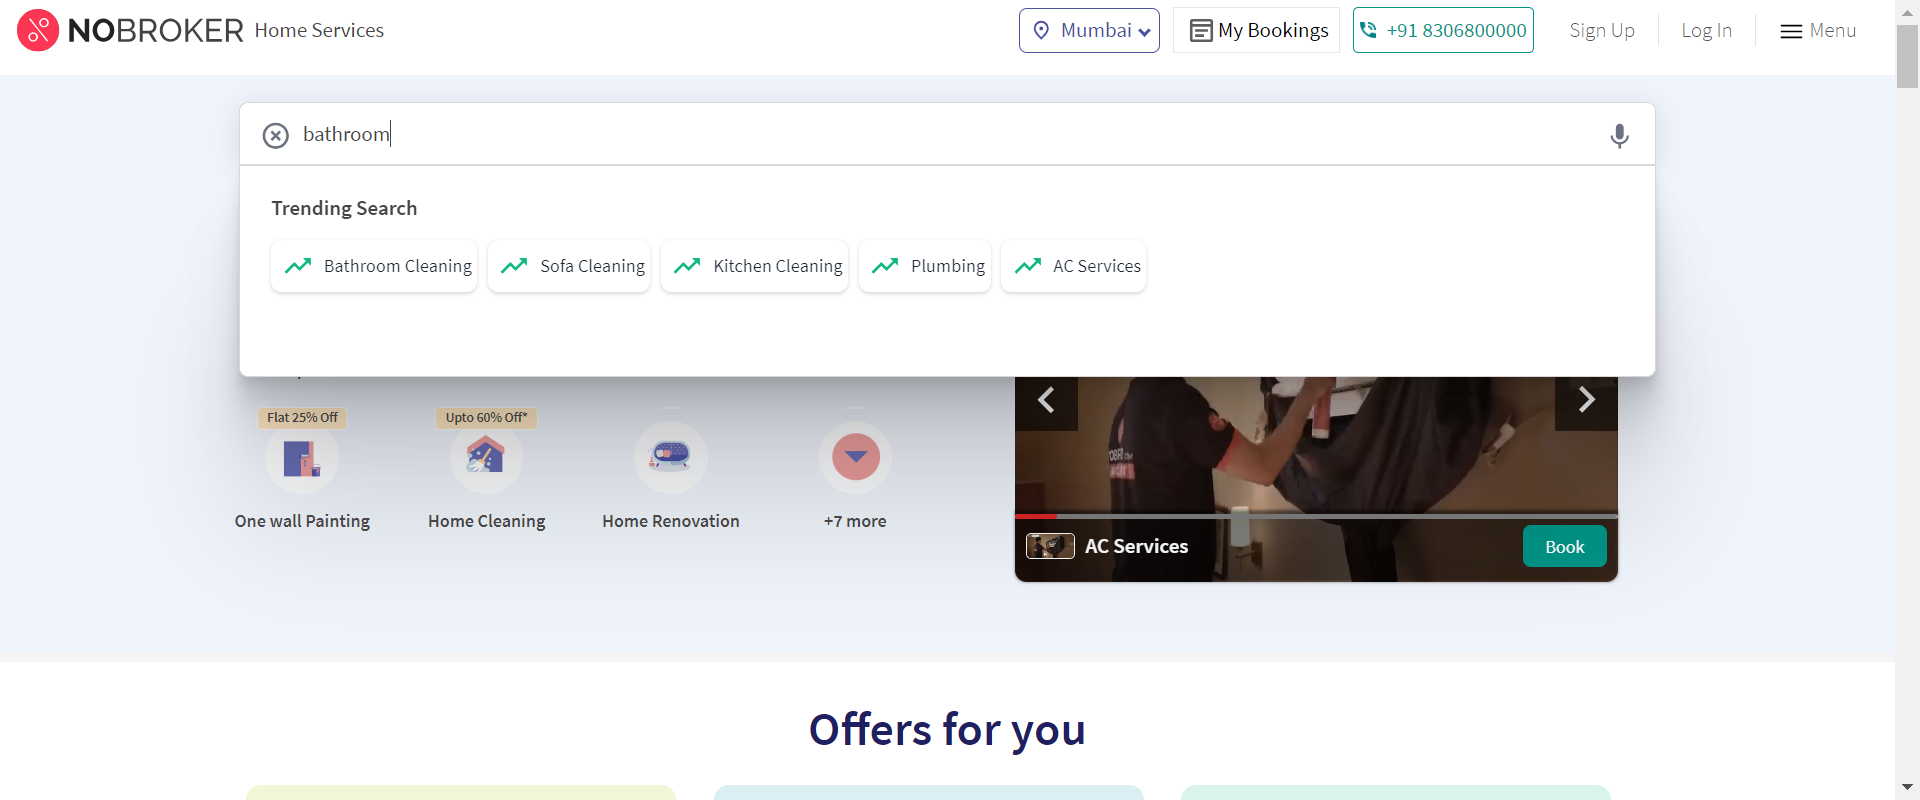 NOBROKER Home Services
Mumbai
My Bookings
+91 8306800000
Sign Up
Log In
Menu
bathroom
Trending Search
Bathroom Cleaning
Sofa Cleaning
Kitchen Cleaning
Plumbing
AC Services
Flat 25% Off
Upto 60% Off*
One wall Painting
Home Cleaning
Home Renovation
+7 more
AC Services
Book
Offers for you